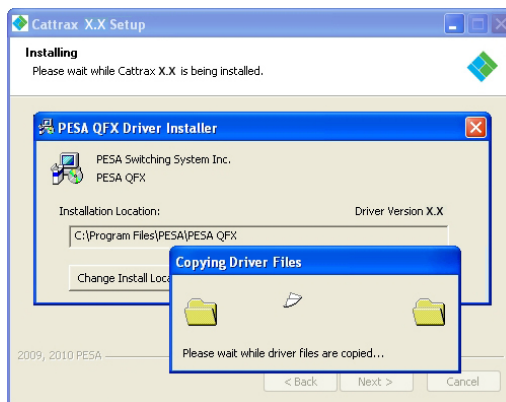 Cattrax X.X Setup
Installing
Please wait while Cattrax X.X is being installed.
PESA QFX Driver Installer
PESA Switching System Inc.
PESA QFX
Installation Location:
Driver Version X.X
C:\Program Files\PESA\PESA QFX
Change Install Loca
Copying Driver Files
Please wait while driver files are copied...
2009, 2010 PESA
< Back
Next >
Cancel